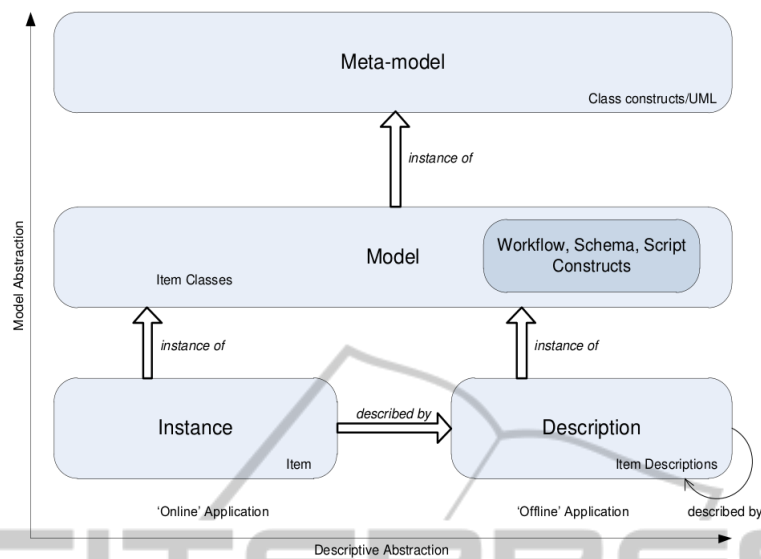 Meta-model
Class constructs/UML
instance of
Model Abstraction
Workflow, Schema, Script
Constructs
Model
Item Classes
instance of
instance of
Instance
described by
Description
Item
Item Descriptions
'Online' Application
'Offline' Application
described by
Descriptive Abstraction